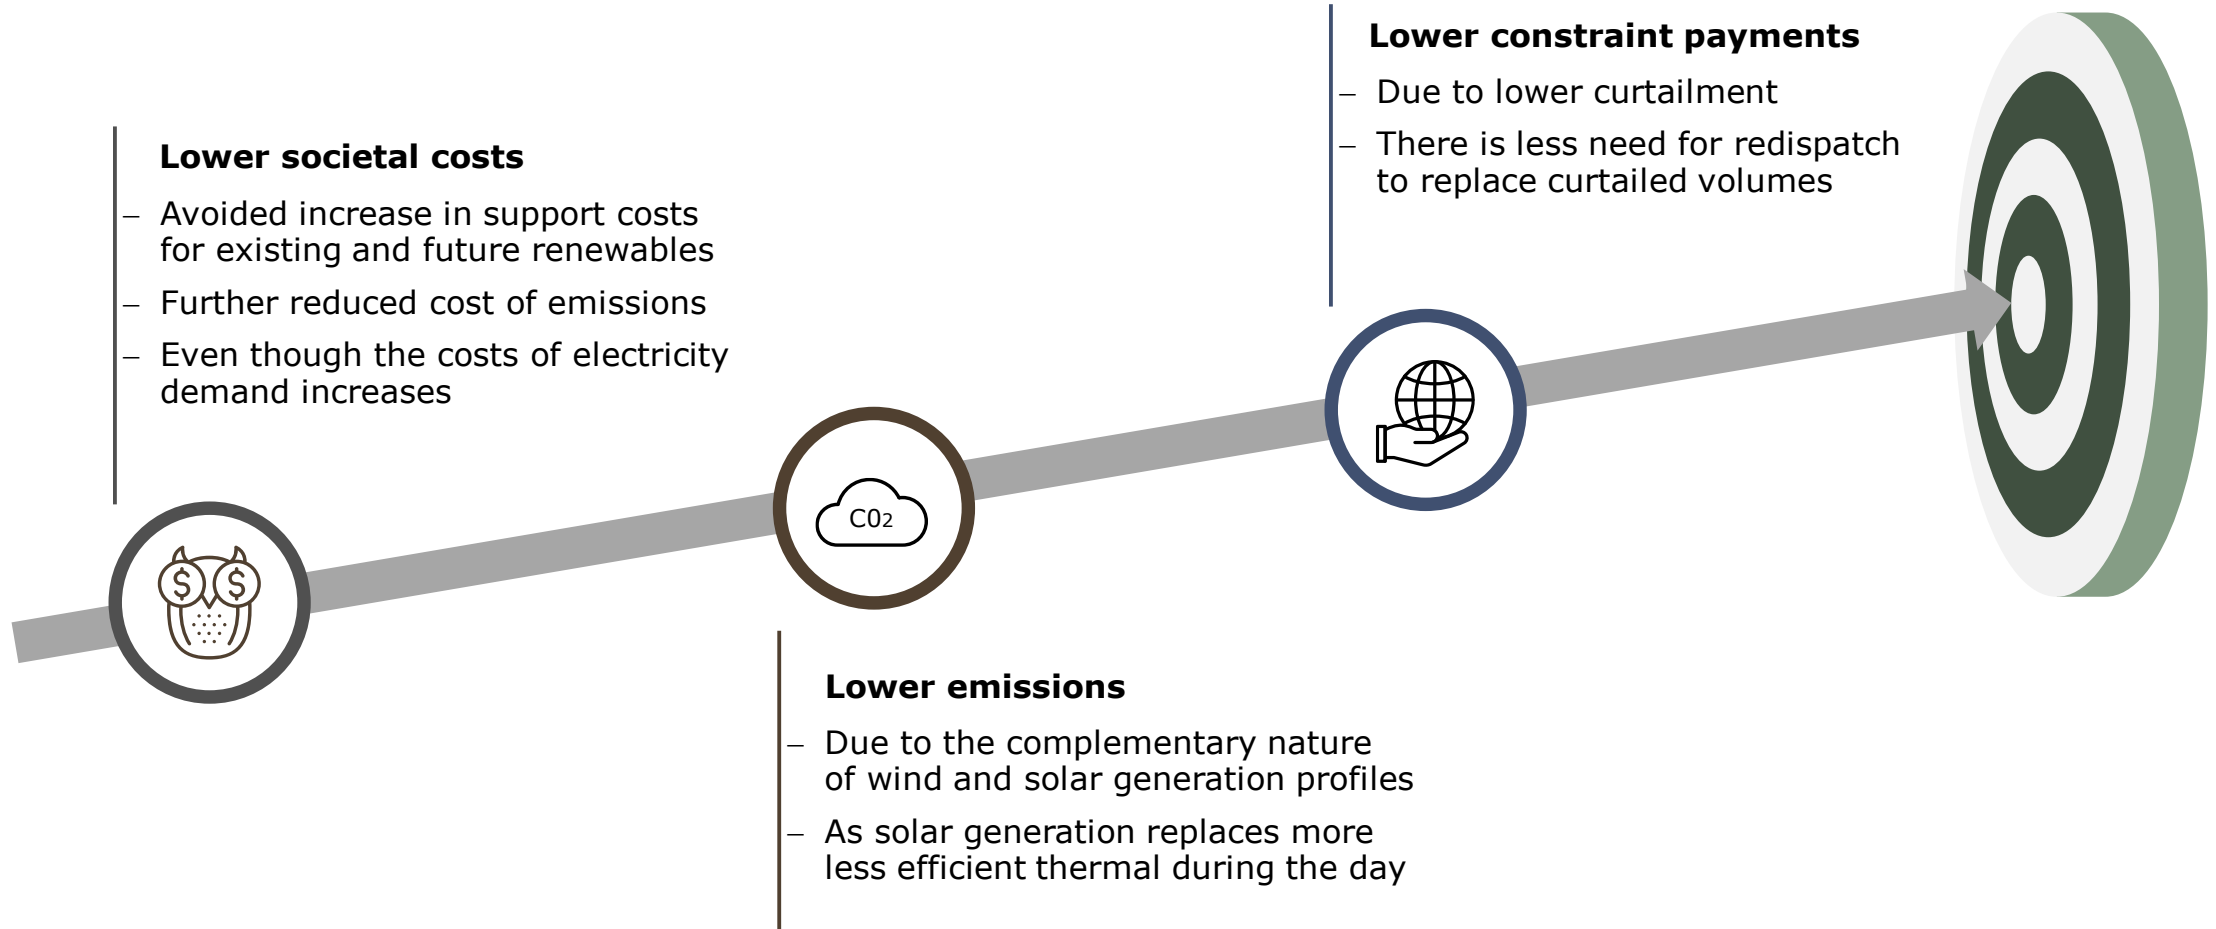 Lower societal costs
– Avoided increase in support costs
for existing and future renewables
– Further reduced cost of emissions
– Even though the costs of electricity
demand increases
$ $
C02
Lower emissions
– Due to the complementary nature
of wind and solar generation profiles
– As solar generation replaces more
less efficient thermal during the day
Lower constraint payments
– Due to lower curtailment
– There is less need for redispatch
to replace curtailed volumes